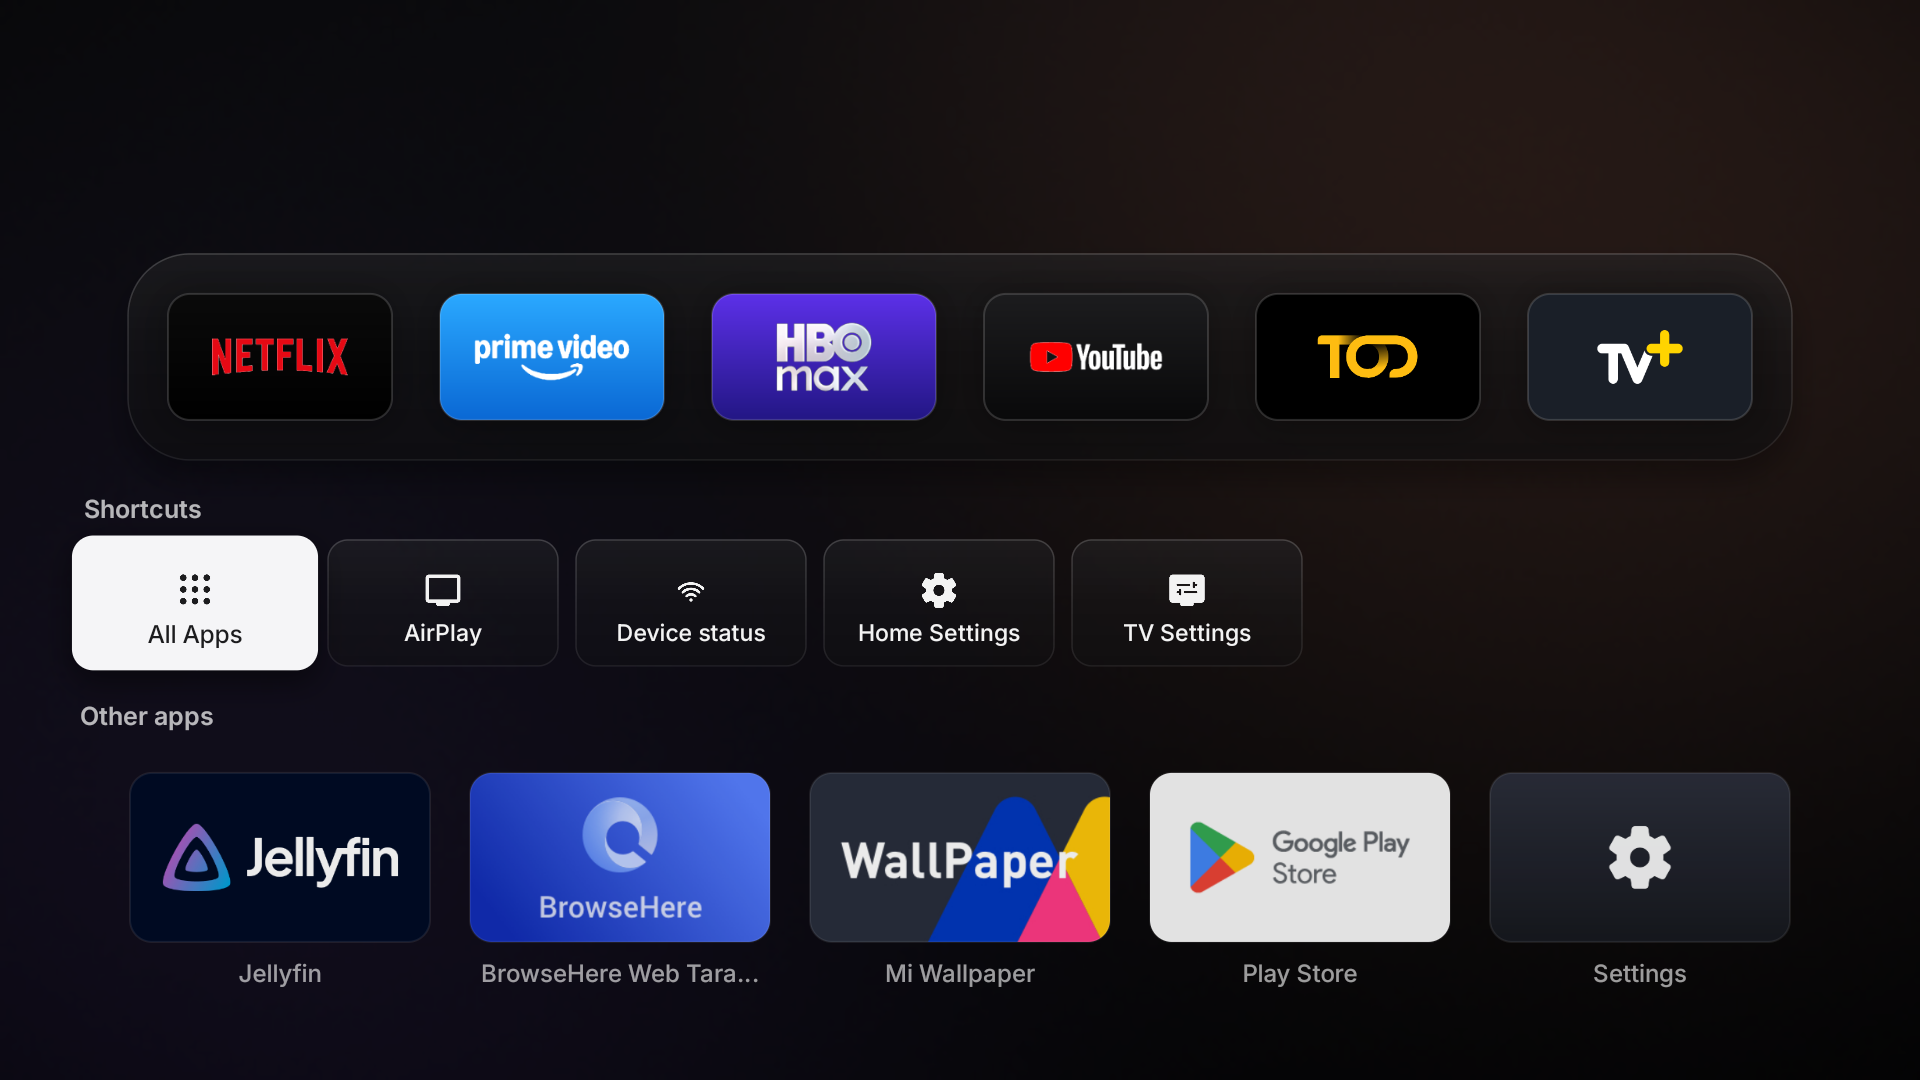 NETFLIX
prime video
HBO
max
YouTube
TOD
TV+
Shortcuts
All Apps
AirPlay
Device status
Home Settings
TV Settings
Other apps
Jellyfin
BrowseHere
WallPaper
Google Play
Store
Jellyfin
BrowseHere Web Tara...
Mi Wallpaper
Play Store
Settings